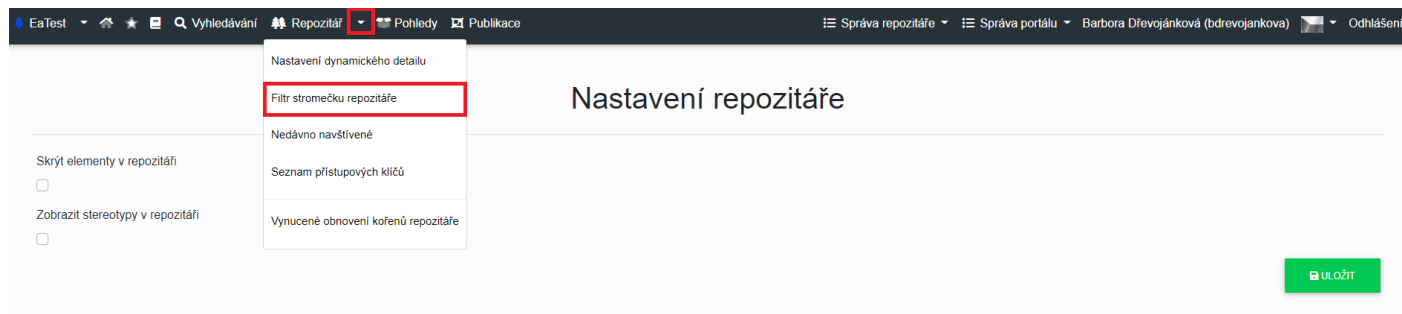 EaTest Vyhledávání Repozitář Pohledy Publikace Správa repozitáře Správa portálu Barbora Dřevojánková (bdrevojankova) Odhlášení
Nastavení dynamického detailu
Filtr stromečku repozitáře
Nedávno navštívené
Seznam přístupových klíčů
Vynucené obnovení kořenů repozitáře
Nastavení repozitáře
Skrýt elementy v repozitáři
Zobrazit stereotypy v repozitáři
ULOŽIT